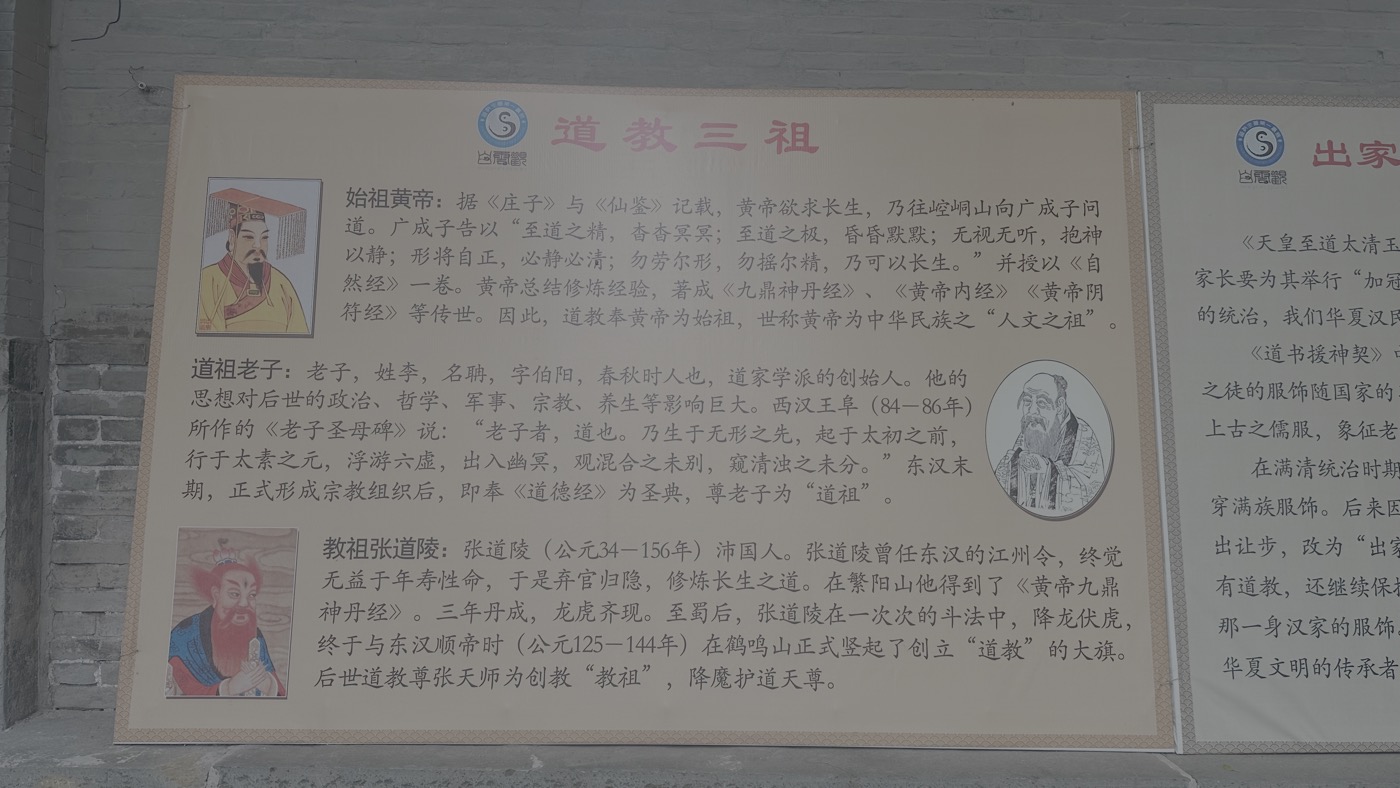 白雲觀
道教三祖
始祖黄帝：据《庄子》与《仙鉴》记载，黄帝欲求长生，乃往崆峒山向广成子问
道。广成子告以“至道之精，杳杳冥冥；至道之极，昏昏默默；无视无听，抱神
以静；形将自正，必静必清；勿劳尔形，勿摇尔精，乃可以长生。”并授以《自
然经》一卷。黄帝总结修炼经验，著成《九鼎神丹经》、《黄帝内经》《黄帝阴
符经》等传世。因此，道教奉黄帝为始祖，世称黄帝为中华民族之“人文之祖”。
道祖老子：老子，姓李，名聃，字伯阳，春秋时人也，道家学派的创始人。他的
思想对后世的政治、哲学、军事、宗教、养生等影响巨大。西汉王阜（84－86年）
所作的《老子圣母碑》说：“老子者，道也。乃生于无形之先，起于太初之前，
行于太素之元，浮游六虚，出入幽冥，观混合之未别，窥清浊之未分。”东汉末
期，正式形成宗教组织后，即奉《道德经》为圣典，尊老子为“道祖”。
教祖张道陵：张道陵（公元34－156年）沛国人。张道陵曾任东汉的江州令，终觉
无益于年寿性命，于是弃官归隐，修炼长生之道。在繁阳山他得到了《黄帝九鼎
神丹经》。三年丹成，龙虎齐现。至蜀后，张道陵在一次次的斗法中，降龙伏虎，
终于与东汉顺帝时（公元125－144年）在鹤鸣山正式竖起了创立“道教”的大旗。
后世道教尊张天师为创教“教祖”，降魔护道天尊。
白雲觀
出家
《天皇至道太清玉
家长要为其举行“加冠
的统治，我们华夏汉民
《道书援神契》
之徒的服饰随国家的
上古之儒服，象征老
在满清统治时期
穿满族服饰。后来因
出让步，改为“出家
有道教，还继续保持
那一身汉家的服饰
华夏文明的传承者